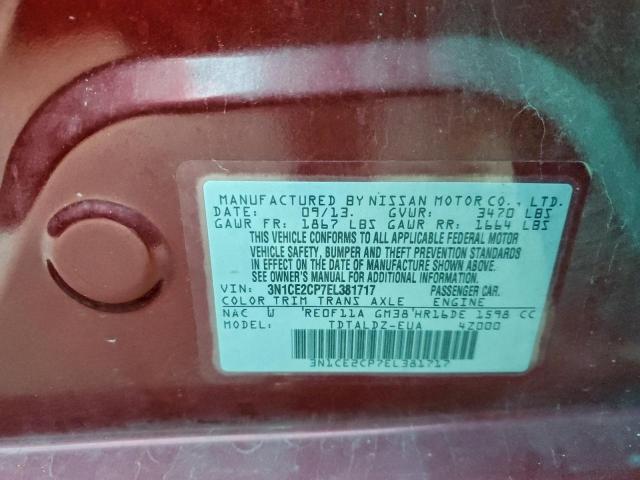 MANUFACTURED BY NISSAN MOTOR CO., LTD.
DATE: 09/13. GVWR: 3470 LBS
GAWR FR: 1867 LBS GAWR RR: 1664 LBS
THIS VEHICLE CONFORMS TO ALL APPLICABLE FEDERAL MOTOR
VEHICLE SAFETY, BUMPER AND THEFT PREVENTION STANDARDS
IN EFFECT ON THE DATE OF MANUFACTURE SHOWN ABOVE.
SEE OWNER'S MANUAL FOR ADDITIONAL INFORMATION.
VIN: 3N1CE2CP7EL381717 PASSENGER CAR.
COLOR TRIM TRANS AXLE ENGINE
NAC W 'RE0F11A GM38'HR16DE 1598 CC
MODEL: TDTALDZ-EUA 4Z000
3N1CE2CP7EL381717